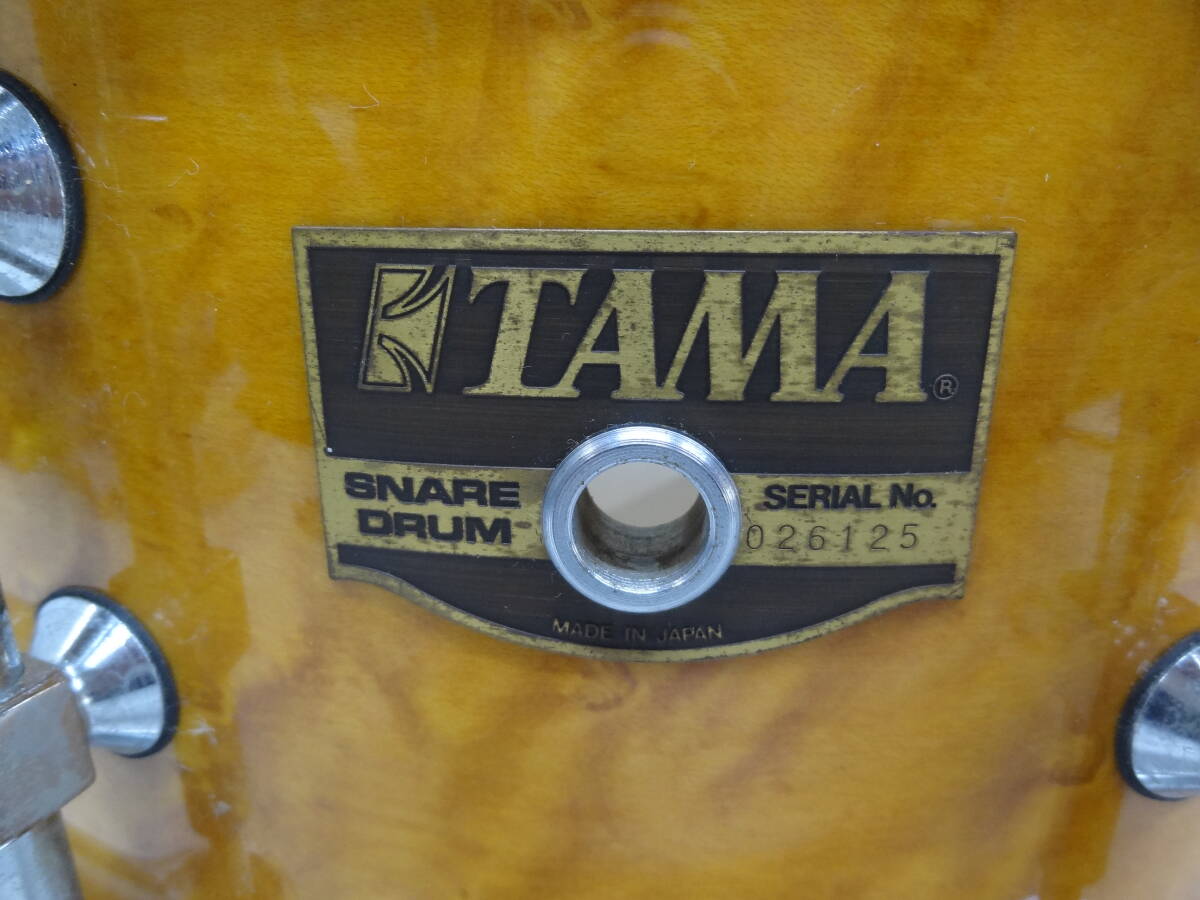 TAMA®
SNARE
DRUM
SERIAL No.
026125
MADE IN JAPAN